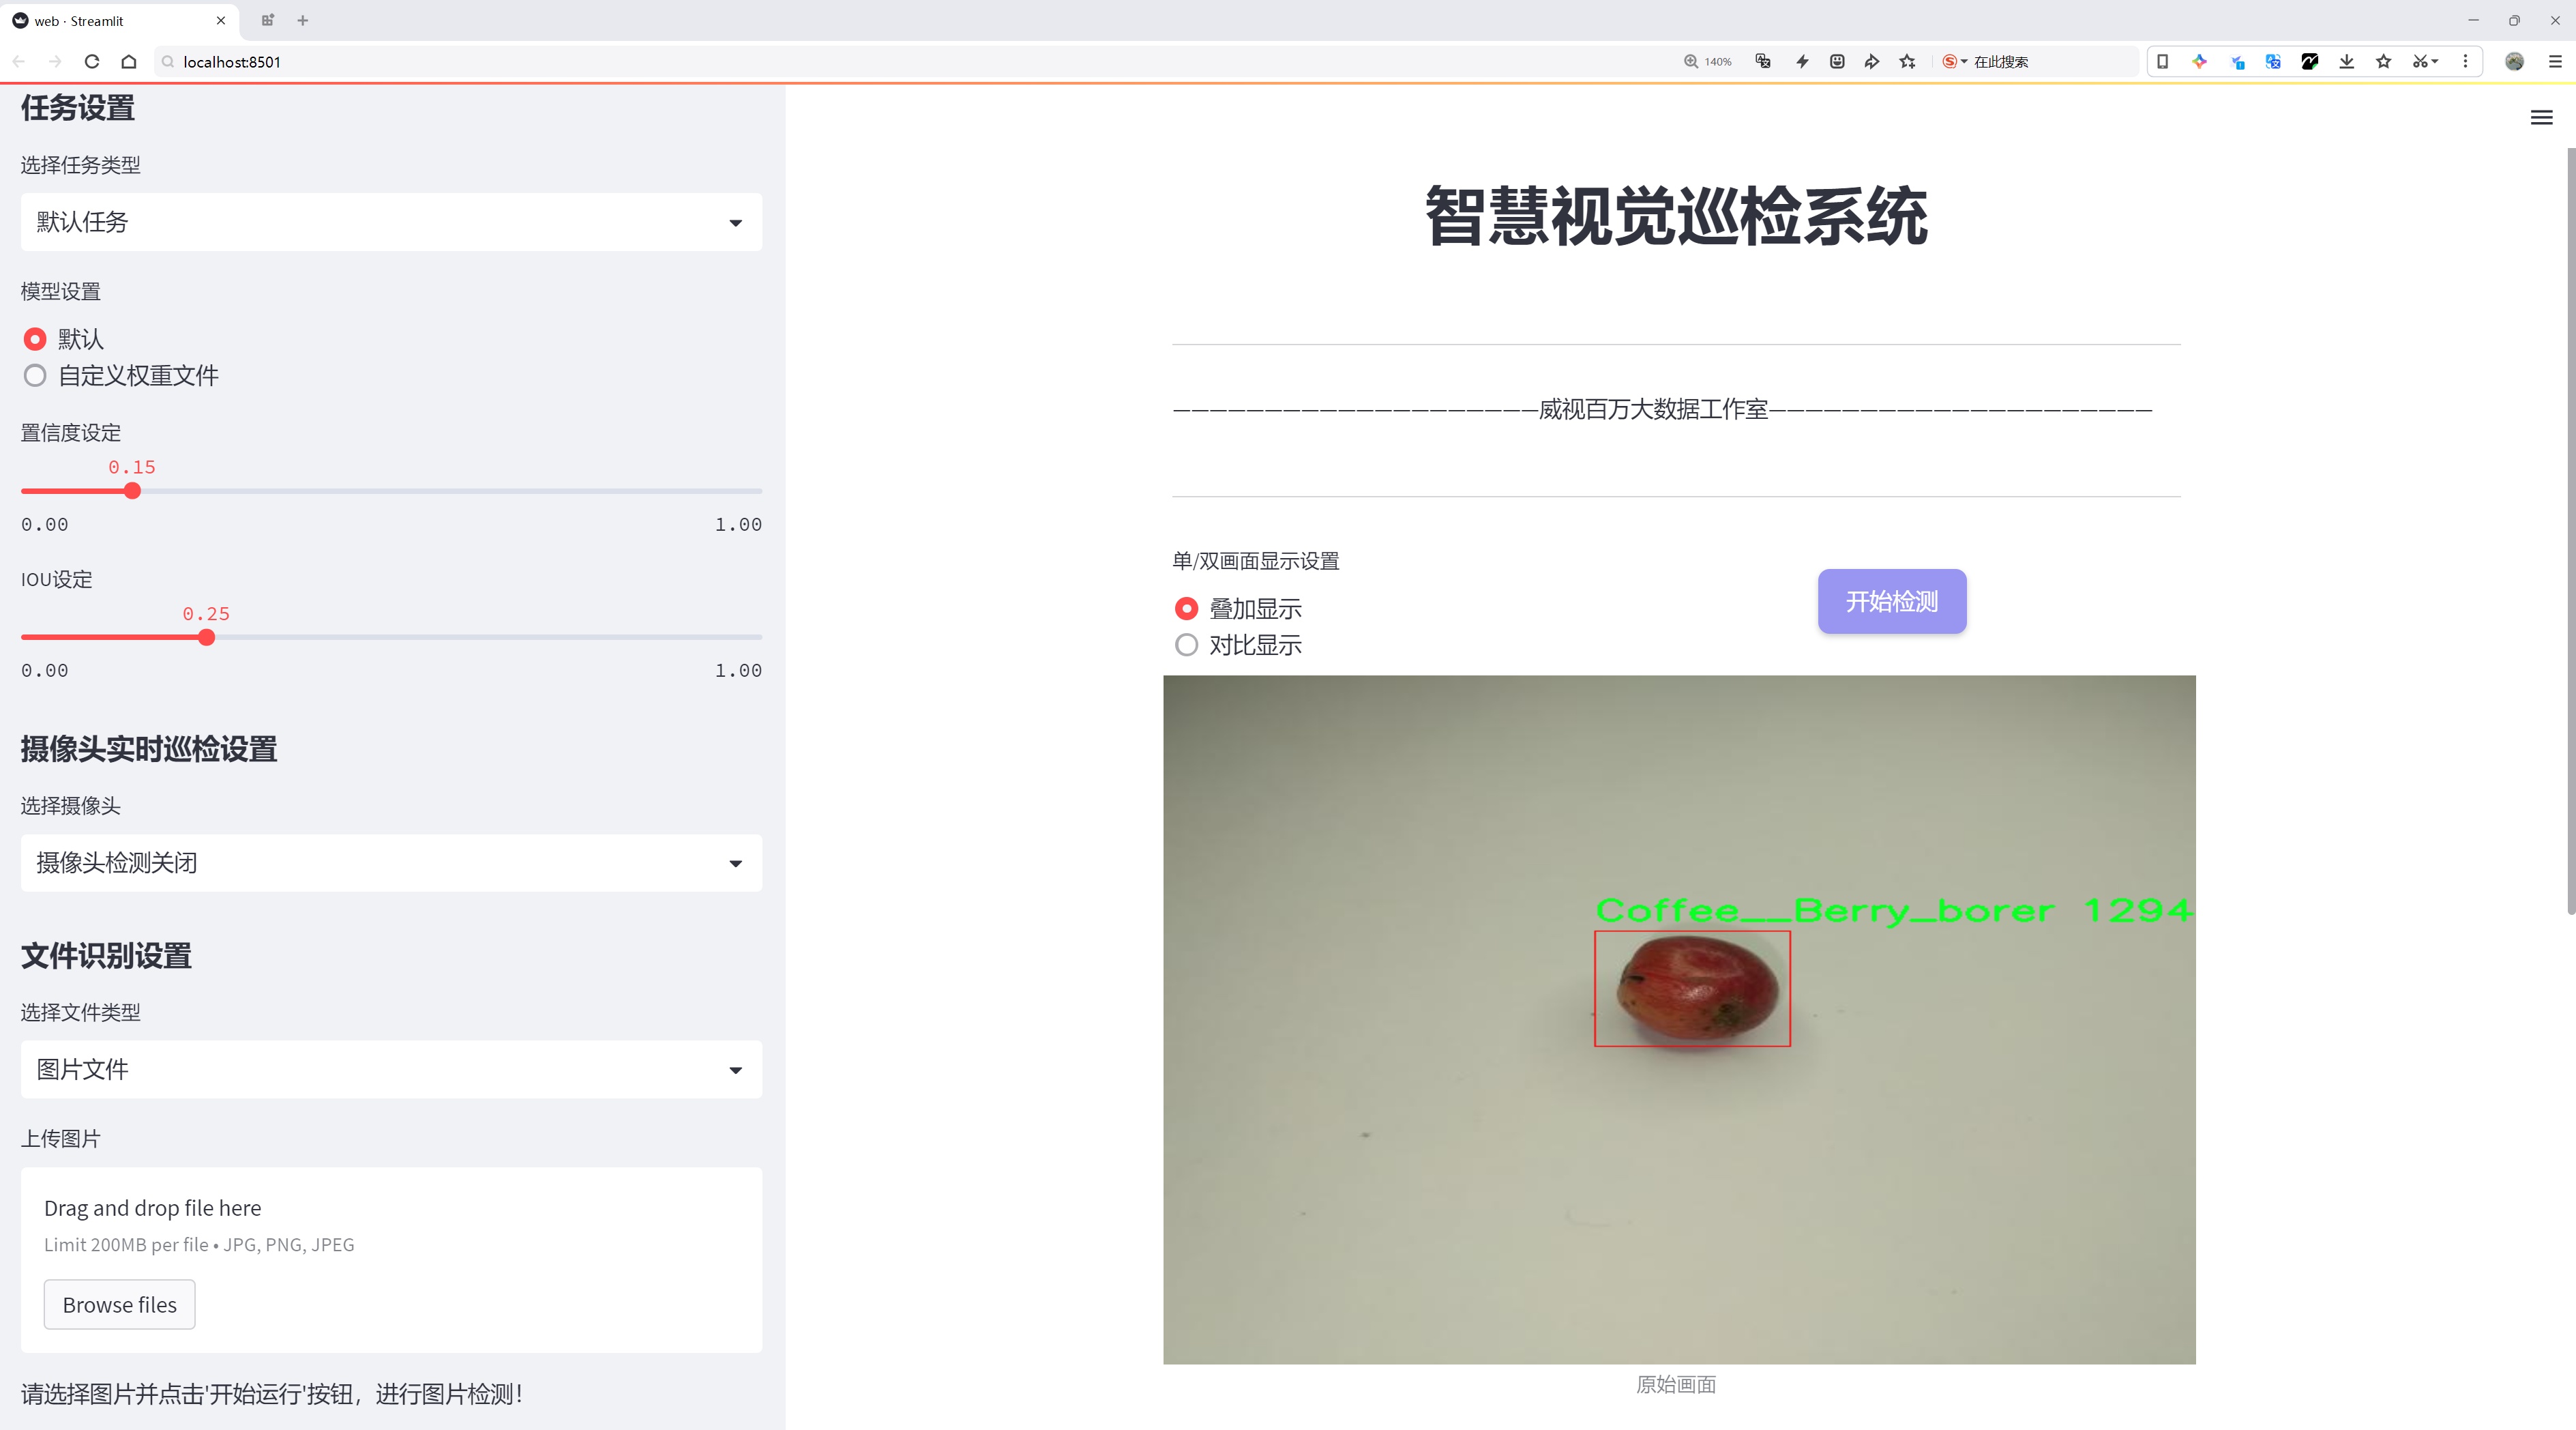 web · Streamlit
localhost:8501
140%
在此搜索
任务设置
选择任务类型
默认任务
模型设置
默认
自定义权重文件
置信度设定
0.15
0.00
1.00
IOU设定
0.25
0.00
1.00
摄像头实时巡检设置
选择摄像头
摄像头检测关闭
文件识别设置
选择文件类型
图片文件
上传图片
Drag and drop file here
Limit 200MB per file • JPG, PNG, JPEG
Browse files
请选择图片并点击'开始运行'按钮，进行图片检测！
智慧视觉巡检系统
————————————————————威视百万大数据工作室—————————————————————
单/双画面显示设置
叠加显示
对比显示
开始检测
Coffee__Berry_borer 1294
原始画面